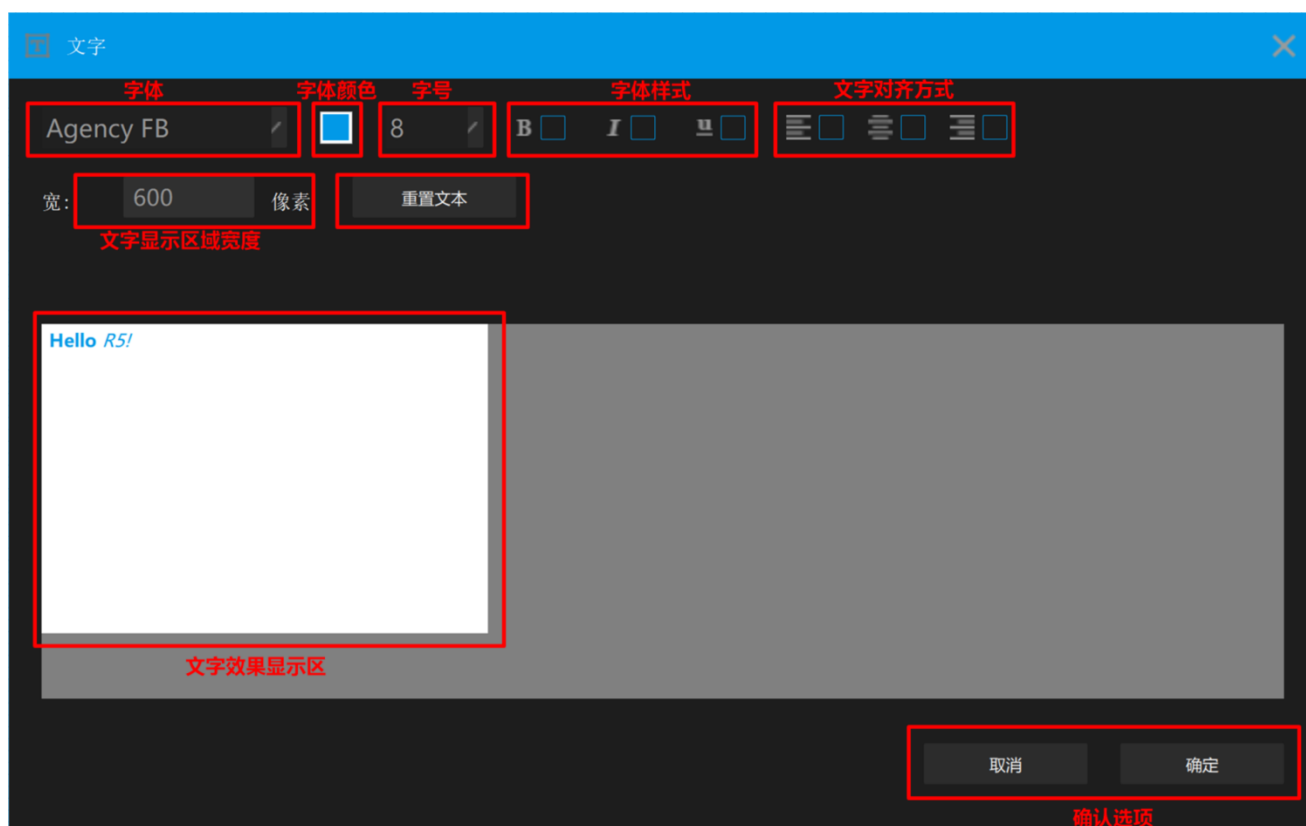 文字
字体 字体颜色 字号 字体样式 文字对齐方式
Agency FB 8 B I u
宽: 600 像素 重置文本
文字显示区域宽度
Hello R5!
文字效果显示区
取消 确定
确认选项